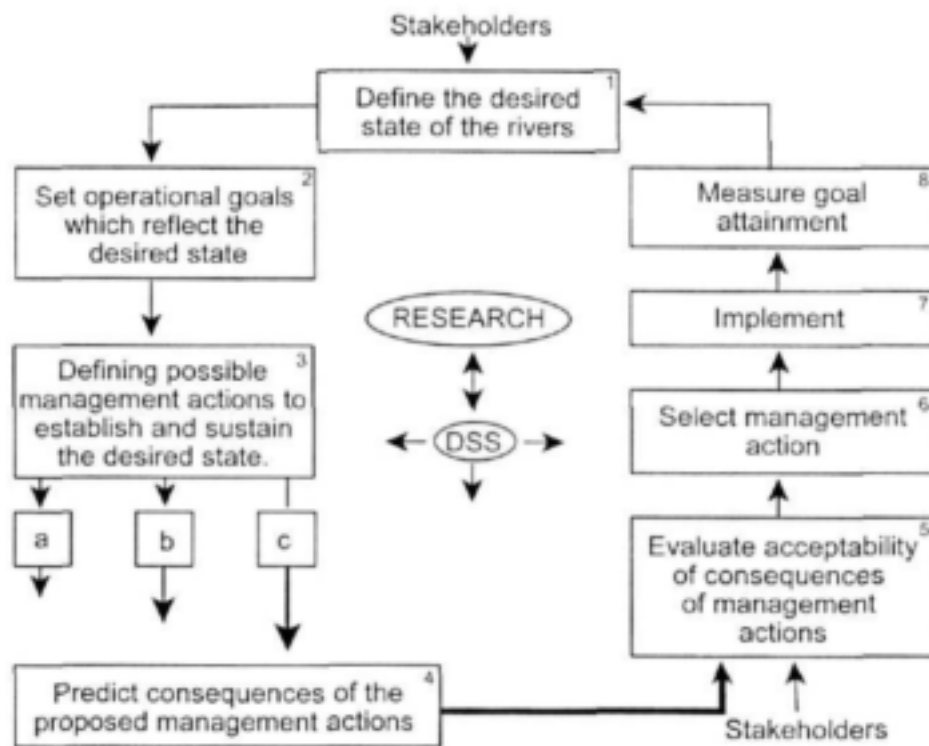 Stakeholders
1
Define the desired
state of the rivers
2
Set operational goals
which reflect the
desired state
3
Defining possible
management actions to
establish and sustain
the desired state.
a
b
c
4
Predict consequences of the
proposed management actions
RESEARCH
DSS
8
Measure goal
attainment
7
Implement
6
Select management
action
5
Evaluate acceptability
of consequences
of management
actions
Stakeholders